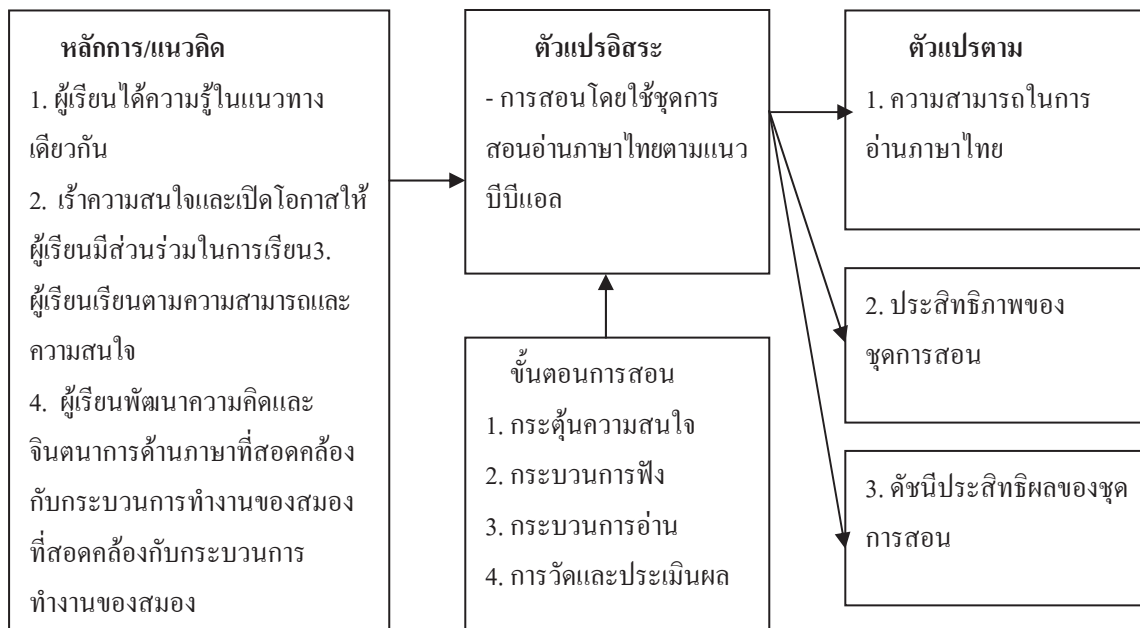 หลักการ/แนวคิด
1. ผู้เรียนได้ความรู้ในแนวทาง
เดียวกัน
2. เร้าความสนใจและเปิดโอกาสให้
ผู้เรียนมีส่วนร่วมในการเรียน3.
ผู้เรียนเรียนตามความสามารถและ
ความสนใจ
4. ผู้เรียนพัฒนาความคิดและ
จินตนาการด้านภาษาที่สอดคล้อง
กับกระบวนการทำงานของสมอง
ที่สอดคล้องกับกระบวนการ
ทำงานของสมอง
ตัวแปรอิสระ
- การสอนโดยใช้ชุดการ
สอนอ่านภาษาไทยตามแนว
บีบีแอล
ขั้นตอนการสอน
1. กระตุ้นความสนใจ
2. กระบวนการฟัง
3. กระบวนการอ่าน
4. การวัดและประเมินผล
ตัวแปรตาม
1. ความสามารถในการ
อ่านภาษาไทย
2. ประสิทธิภาพของ
ชุดการสอน
3. ดัชนีประสิทธิผลของชุด
การสอน